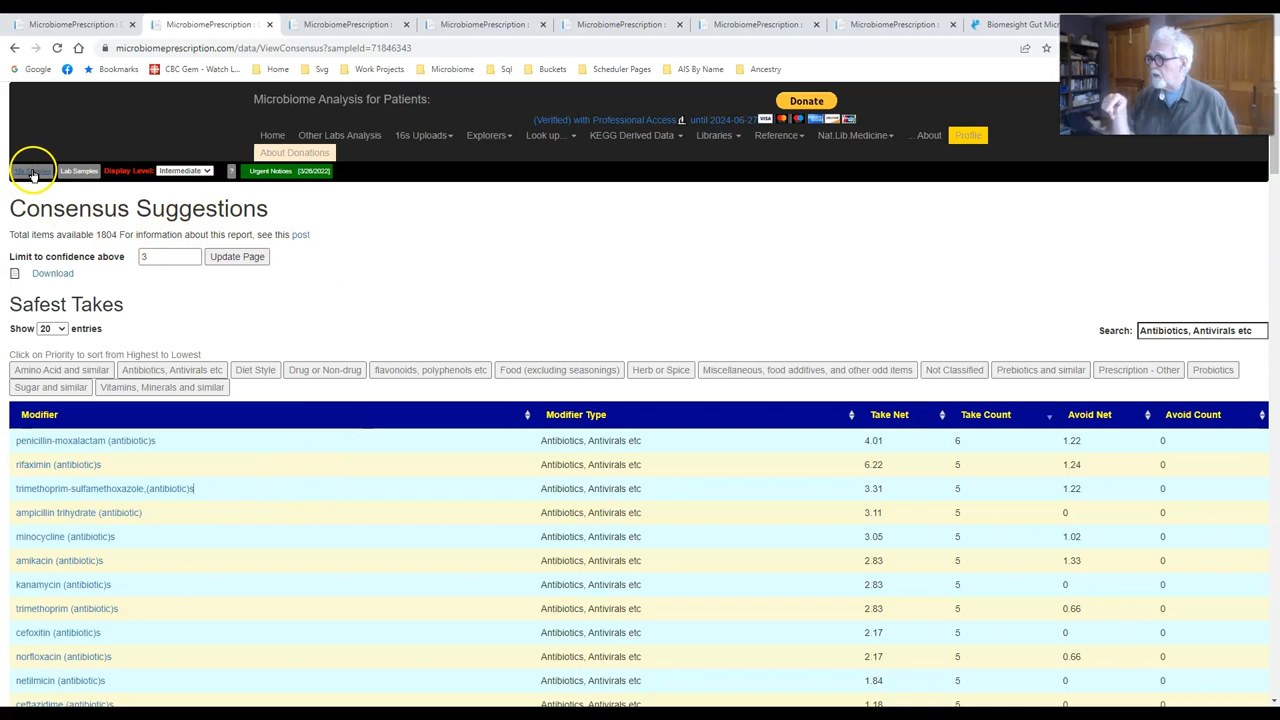 MicrobiomePrescription : MicrobiomePrescription : C MicrobiomePrescription : MicrobiomePrescription : MicrobiomePrescription : MicrobiomePrescription : MicrobiomePrescription : Biomesight Gut Micr
microbiomeprescription.com/data/ViewConsensus?sampleId=71846343
Google Bookmarks CBC Gem - Watch L... Home Svg Work Projects Microbiome Sql Buckets Scheduler Pages AIS By Name Ancestry
Microbiome Analysis for Patients:
Donate
(Verified) with Professional Access until 2024-06-27
Home Other Labs Analysis 16s Uploads Explorers Look up... KEGG Derived Data Libraries Reference Nat.Lib.Medicine ... About Profile
About Donations
Lab Samples Display Level: Intermediate ? Urgent Notices [3/26/2022]
Consensus Suggestions
Total items available 1804 For information about this report, see this post
Limit to confidence above 3 Update Page
Download
Safest Takes
Show 20 entries Search: Antibiotics, Antivirals etc
Click on Priority to sort from Highest to Lowest
Amino Acid and similar Antibiotics, Antivirals etc Diet Style Drug or Non-drug flavonoids, polyphenols etc Food (excluding seasonings) Herb or Spice Miscellaneous, food additives, and other odd items Not Classified Prebiotics and similar Prescription - Other Probiotics
Sugar and similar Vitamins, Minerals and similar
Modifier Modifier Type Take Net Take Count Avoid Net Avoid Count
penicillin-moxalactam (antibiotic)s Antibiotics, Antivirals etc 4.01 6 1.22 0
rifaximin (antibiotic)s Antibiotics, Antivirals etc 6.22 5 1.24 0
trimethoprim-sulfamethoxazole,(antibiotic)s Antibiotics, Antivirals etc 3.31 5 1.22 0
ampicillin trihydrate (antibiotic) Antibiotics, Antivirals etc 3.11 5 0 0
minocycline (antibiotic)s Antibiotics, Antivirals etc 3.05 5 1.02 0
amikacin (antibiotic)s Antibiotics, Antivirals etc 2.83 5 1.33 0
kanamycin (antibiotic)s Antibiotics, Antivirals etc 2.83 5 0 0
trimethoprim (antibiotic)s Antibiotics, Antivirals etc 2.83 5 0.66 0
cefoxitin (antibiotic)s Antibiotics, Antivirals etc 2.17 5 0 0
norfloxacin (antibiotic)s Antibiotics, Antivirals etc 2.17 5 0.66 0
netilmicin (antibiotic)s Antibiotics, Antivirals etc 1.84 5 0 0
ceftazidime (antibiotic)s Antibiotics, Antivirals etc 1.18 5 0 0